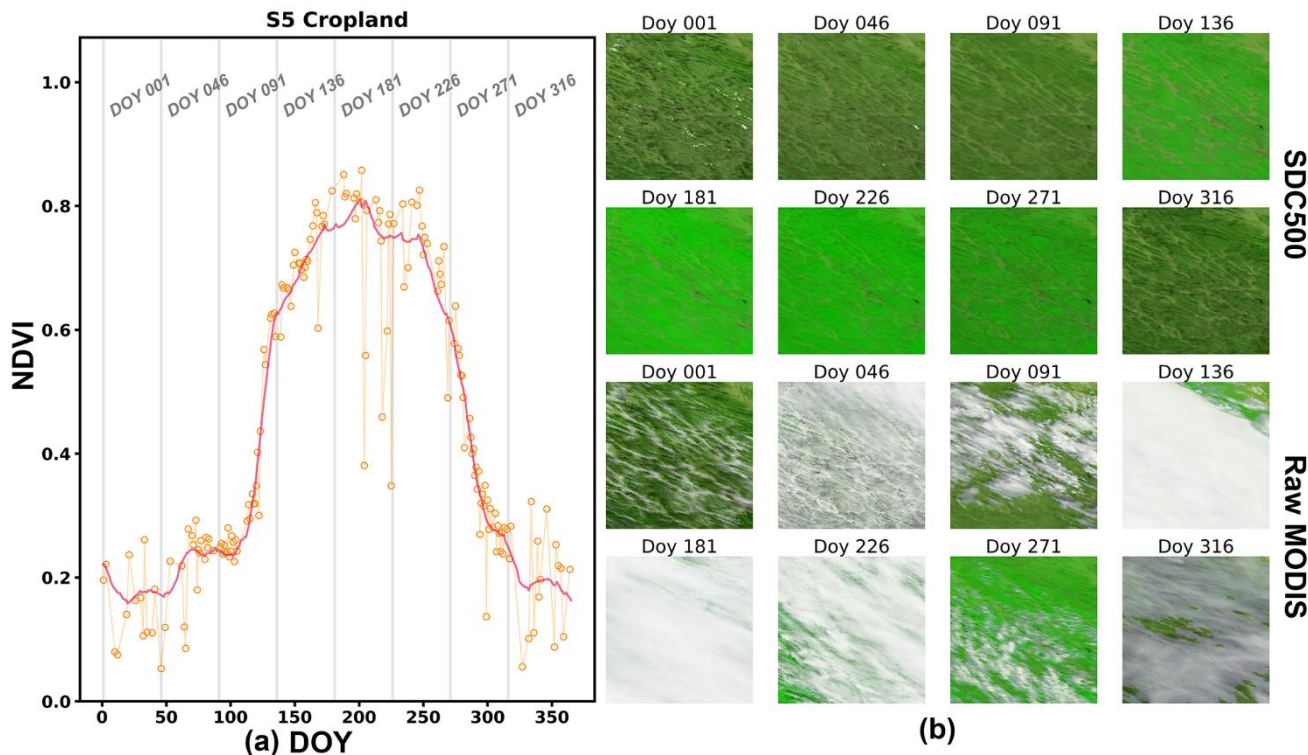 S5 Cropland
1.0
0.8
0.6
0.4
0.2
0.0
NDVI
DOY 001
DOY 046
DOY 091
DOY 136
DOY 181
DOY 226
DOY 271
DOY 316
0 50 100 150 200 250 300 350
(a) DOY
Doy 001 Doy 046 Doy 091 Doy 136
Doy 181 Doy 226 Doy 271 Doy 316
SDC500
Doy 001 Doy 046 Doy 091 Doy 136
Doy 181 Doy 226 Doy 271 Doy 316
Raw MODIS
(b)